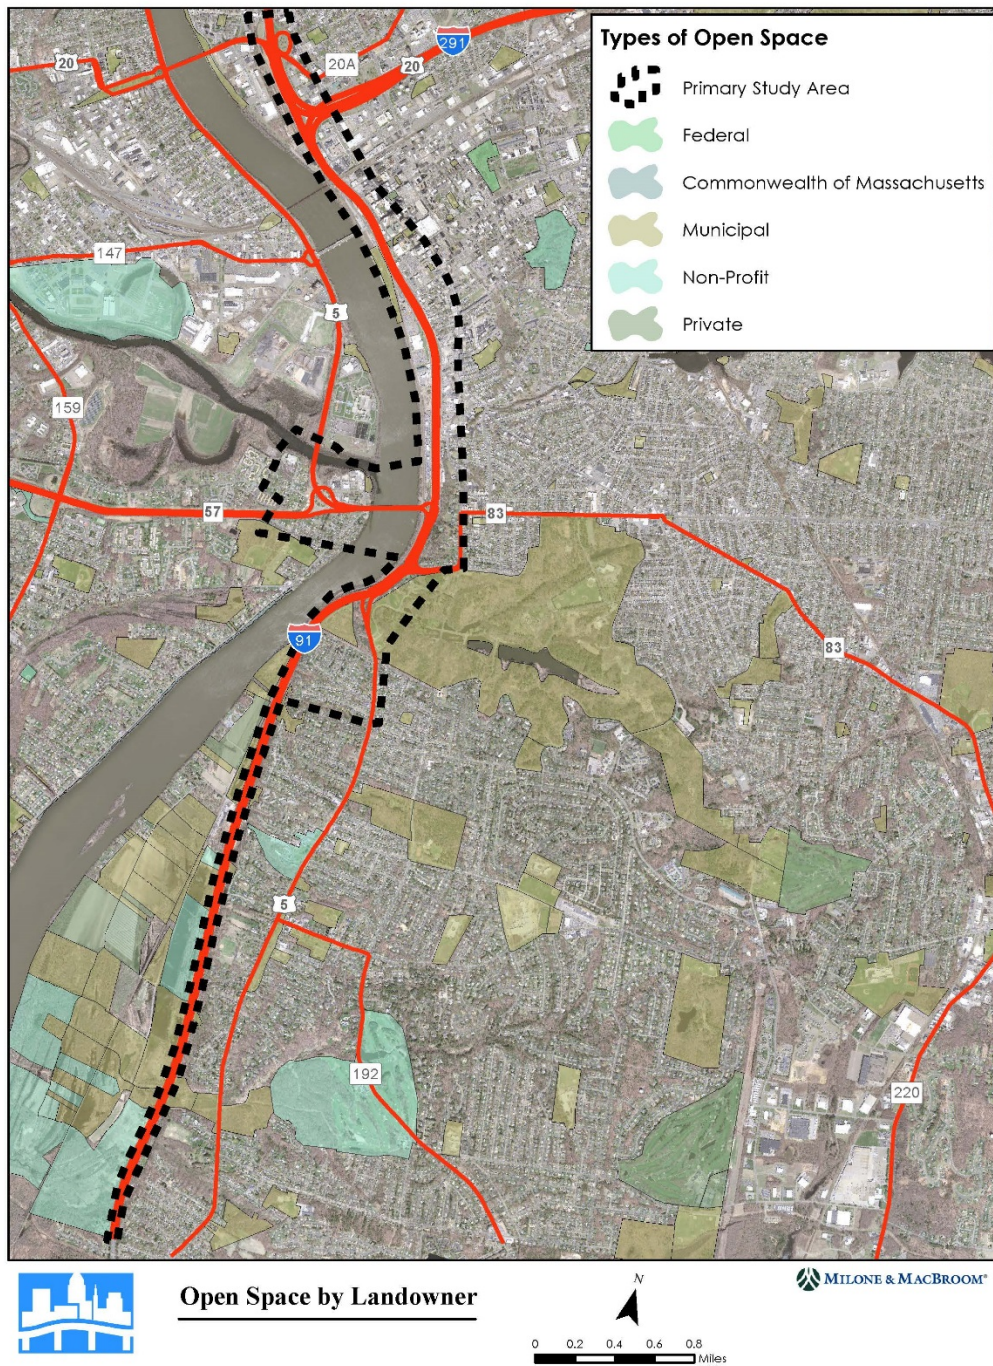 Types of Open Space
Primary Study Area
Federal
Commonwealth of Massachusetts
Municipal
Non-Profit
Private
291
20
20A
20
147
5
159
57
83
91
83
5
192
220
Open Space by Landowner
N
0 0.2 0.4 0.6 0.8
Miles
MILONE & MACBROOM®